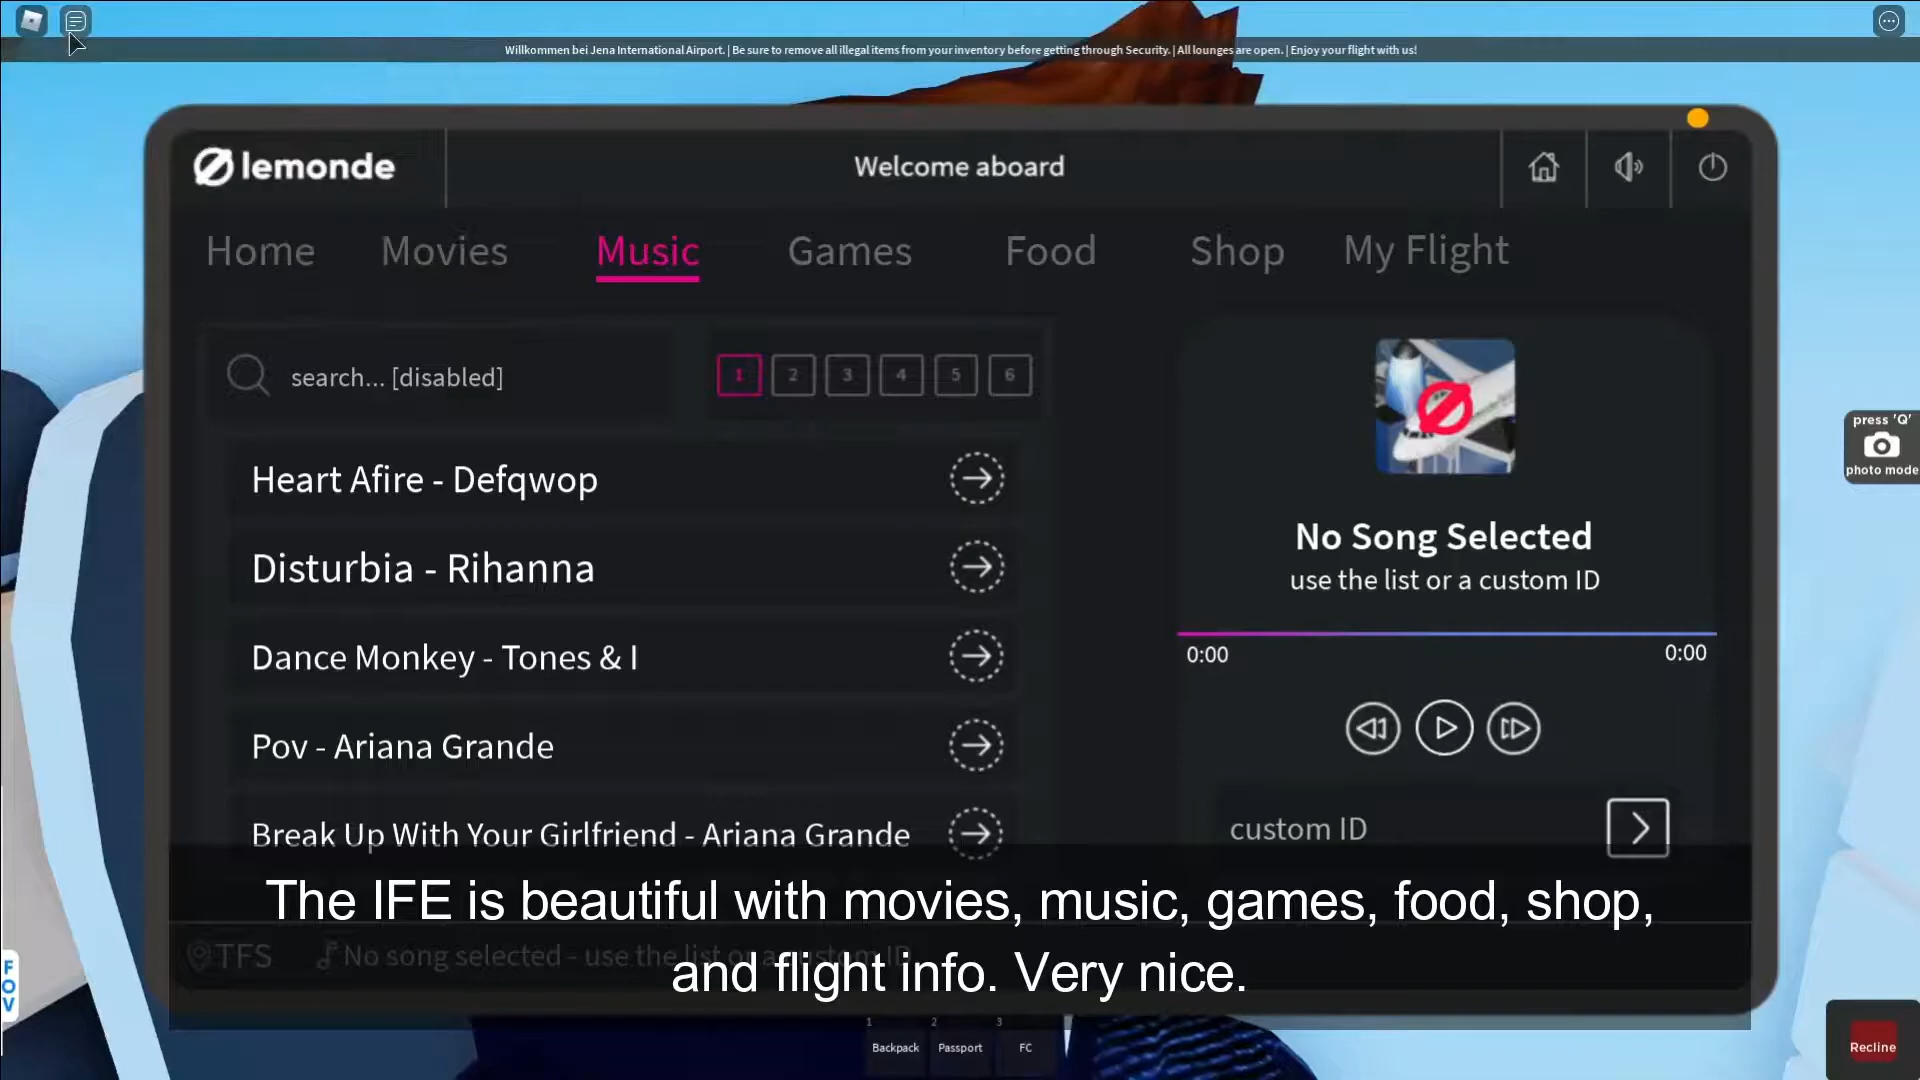 Willkommen bei Jena International Airport. | Be sure to remove all illegal items from your inventory before getting through Security. | All lounges are open. | Enjoy your flight with us!
lemonde
Welcome aboard
Home Movies Music Games Food Shop My Flight
search... [disabled]
1 2 3 4 5 6
Heart Afire - Defqwop
Disturbia - Rihanna
Dance Monkey - Tones & I
Pov - Ariana Grande
Break Up With Your Girlfriend - Ariana Grande
No Song Selected
use the list or a custom ID
0:00 0:00
custom ID
press 'Q'
photo mode
The IFE is beautiful with movies, music, games, food, shop,
and flight info. Very nice.
TFS No song selected - use the list or a custom ID
FOV
1 2 3
Backpack Passport FC
Recline